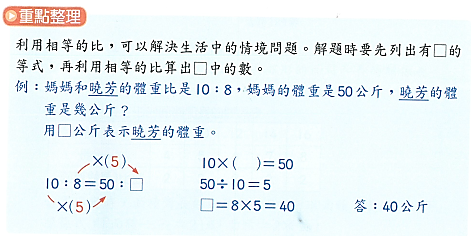 重點整理
利用相等的比，可以解決生活中的情境問題。解題時要先列出有□的
等式，再利用相等的比算出□中的數。
例：媽媽和曉芳的體重比是10：8，媽媽的體重是50公斤，曉芳的體
重是幾公斤？
用□公斤表示曉芳的體重。
×(5)
10：8＝50：□
×(5)
10×(　)＝50
50÷10＝5
□＝8×5＝40
答：40公斤